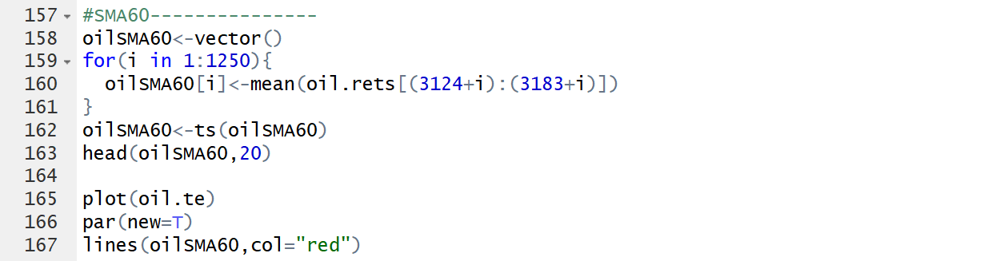 157 #SMA60---------------
158 oilSMA60<-vector()
159 for(i in 1:1250){
160   oilSMA60[i]<-mean(oil.rets[(3124+i):(3183+i)])
161 }
162 oilSMA60<-ts(oilSMA60)
163 head(oilSMA60,20)
164
165 plot(oil.te)
166 par(new=T)
167 lines(oilSMA60,col="red")